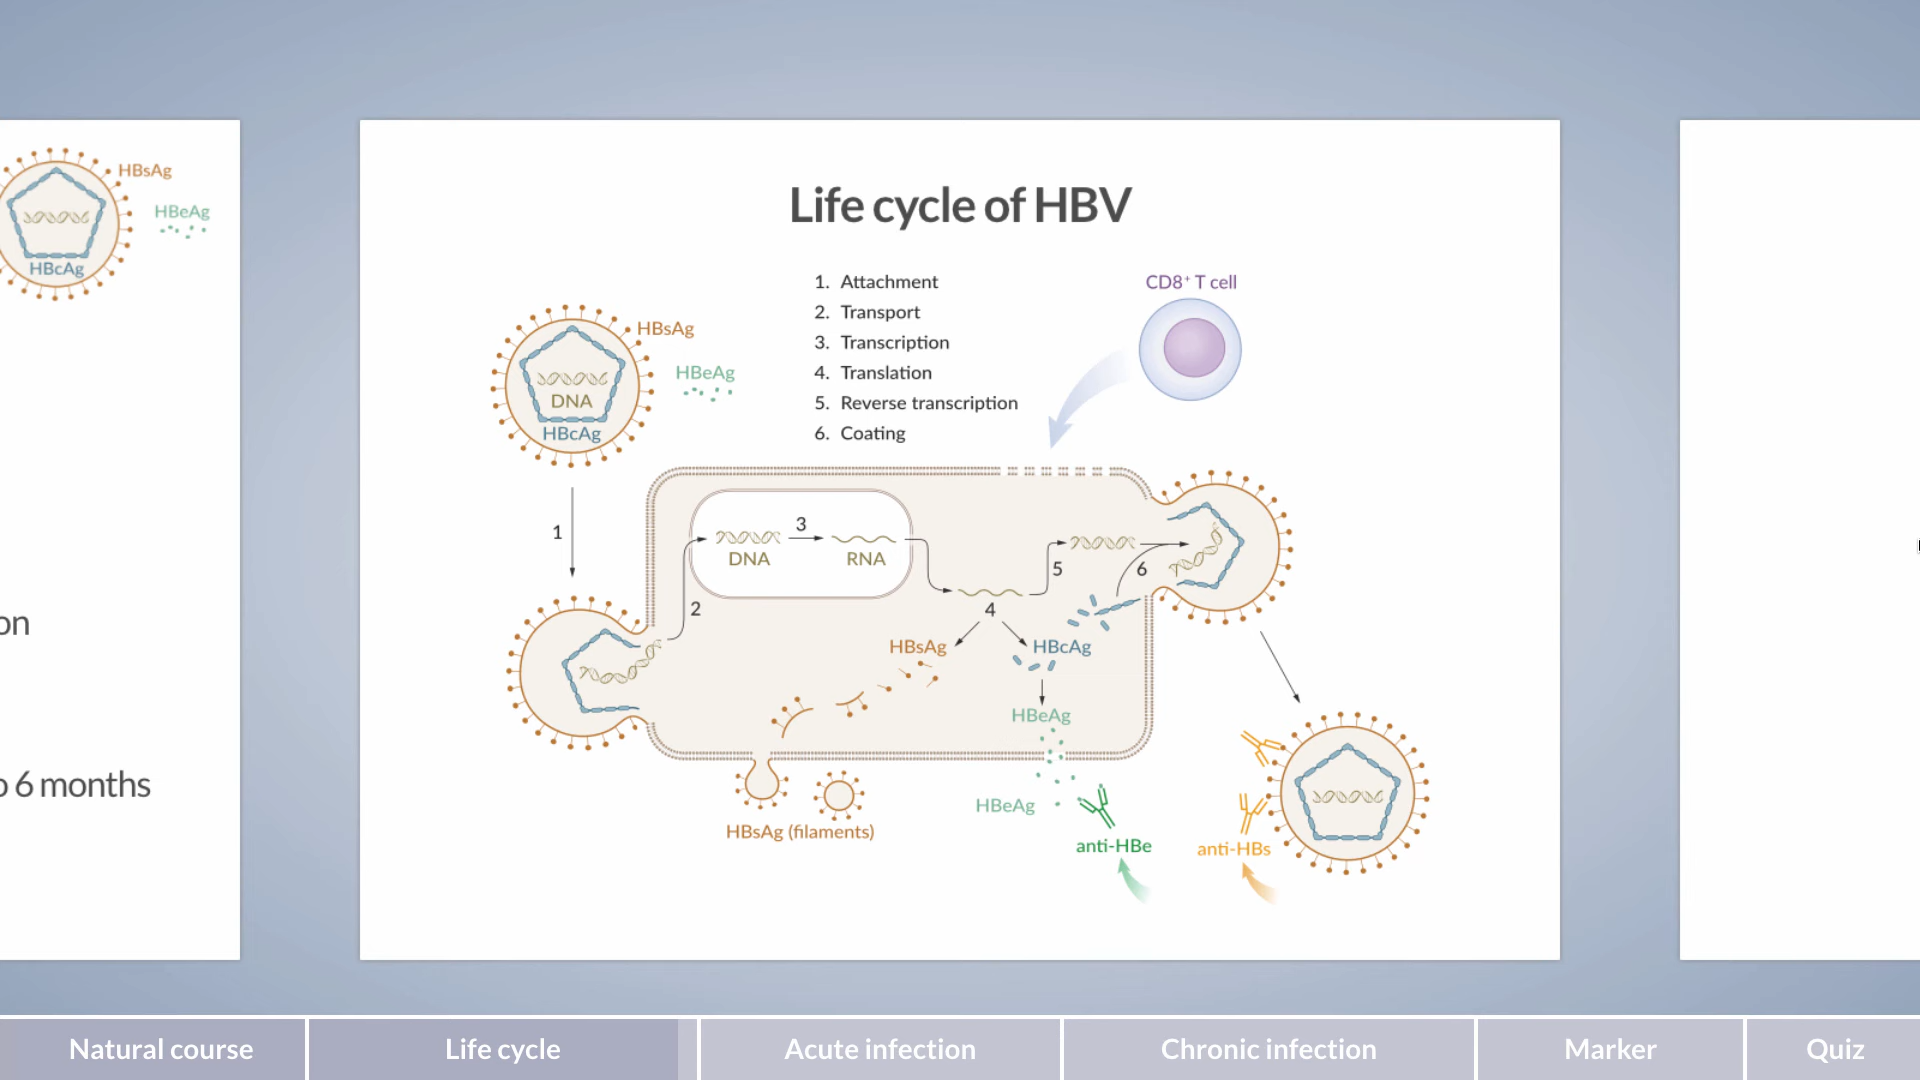 HBsAg
HBeAg
HBcAg
on
6 months
Life cycle of HBV
1. Attachment
2. Transport
3. Transcription
4. Translation
5. Reverse transcription
6. Coating
CD8⁺ T cell
HBsAg
HBeAg
DNA
HBcAg
1
3
DNA
RNA
2
5
6
4
HBsAg
HBcAg
HBeAg
HBeAg
HBsAg (filaments)
anti-HBe
anti-HBs
Natural course
Life cycle
Acute infection
Chronic infection
Marker
Quiz